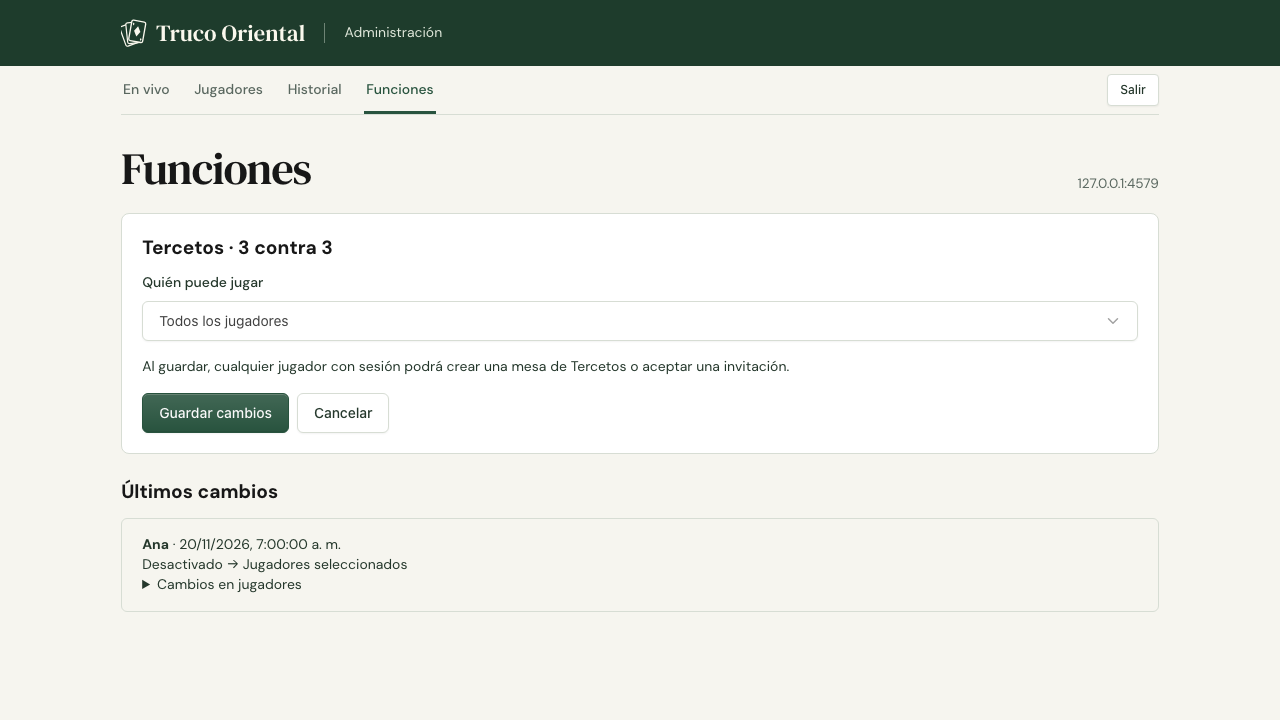 Truco Oriental
Administración
En vivo
Jugadores
Historial
Funciones
Salir
Funciones
127.0.0.1:4579
Tercetos · 3 contra 3
Quién puede jugar
Todos los jugadores
Al guardar, cualquier jugador con sesión podrá crear una mesa de Tercetos o aceptar una invitación.
Guardar cambios
Cancelar
Últimos cambios
Ana · 20/11/2026, 7:00:00 a. m.
Desactivado → Jugadores seleccionados
Cambios en jugadores